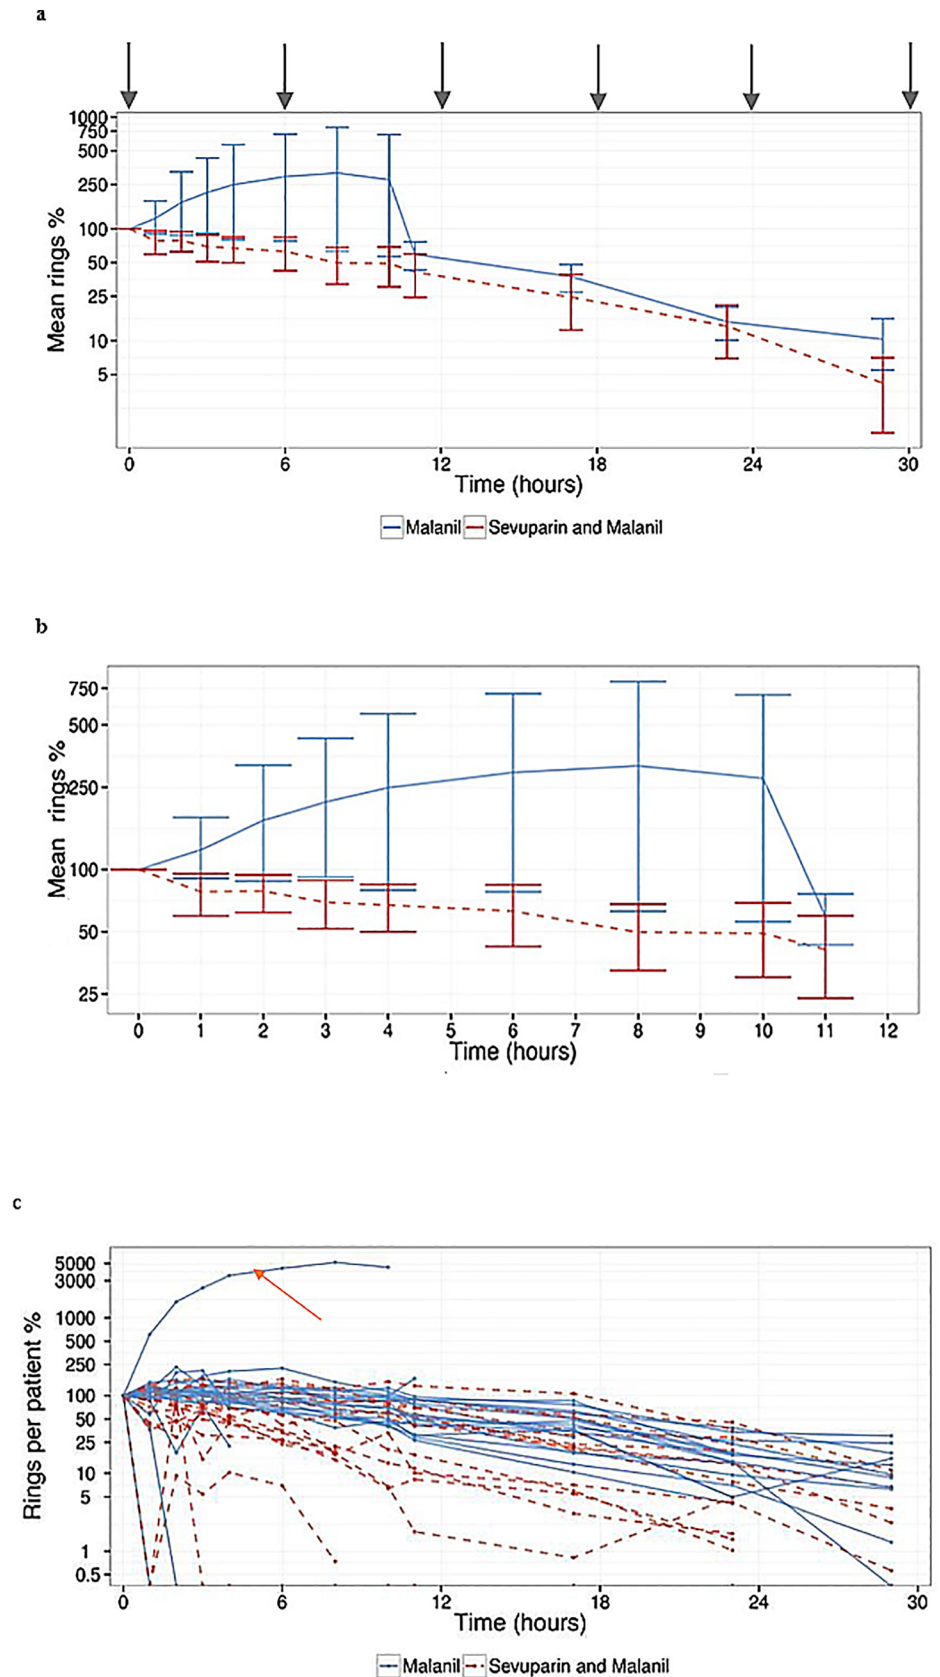 a
1000
750
500
250
100
50
25
10
5
Mean rings %
0 6 12 18 24 30
Time (hours)
Malanil Sevuparin and Malanil
b
750
500
250
100
50
25
Mean rings %
0 1 2 3 4 5 6 7 8 9 10 11 12
Time (hours)
c
5000
3000
1000
500
250
100
50
25
10
5
1
0.5
Rings per patient %
0 6 12 18 24 30
Time (hours)
Malanil Sevuparin and Malanil